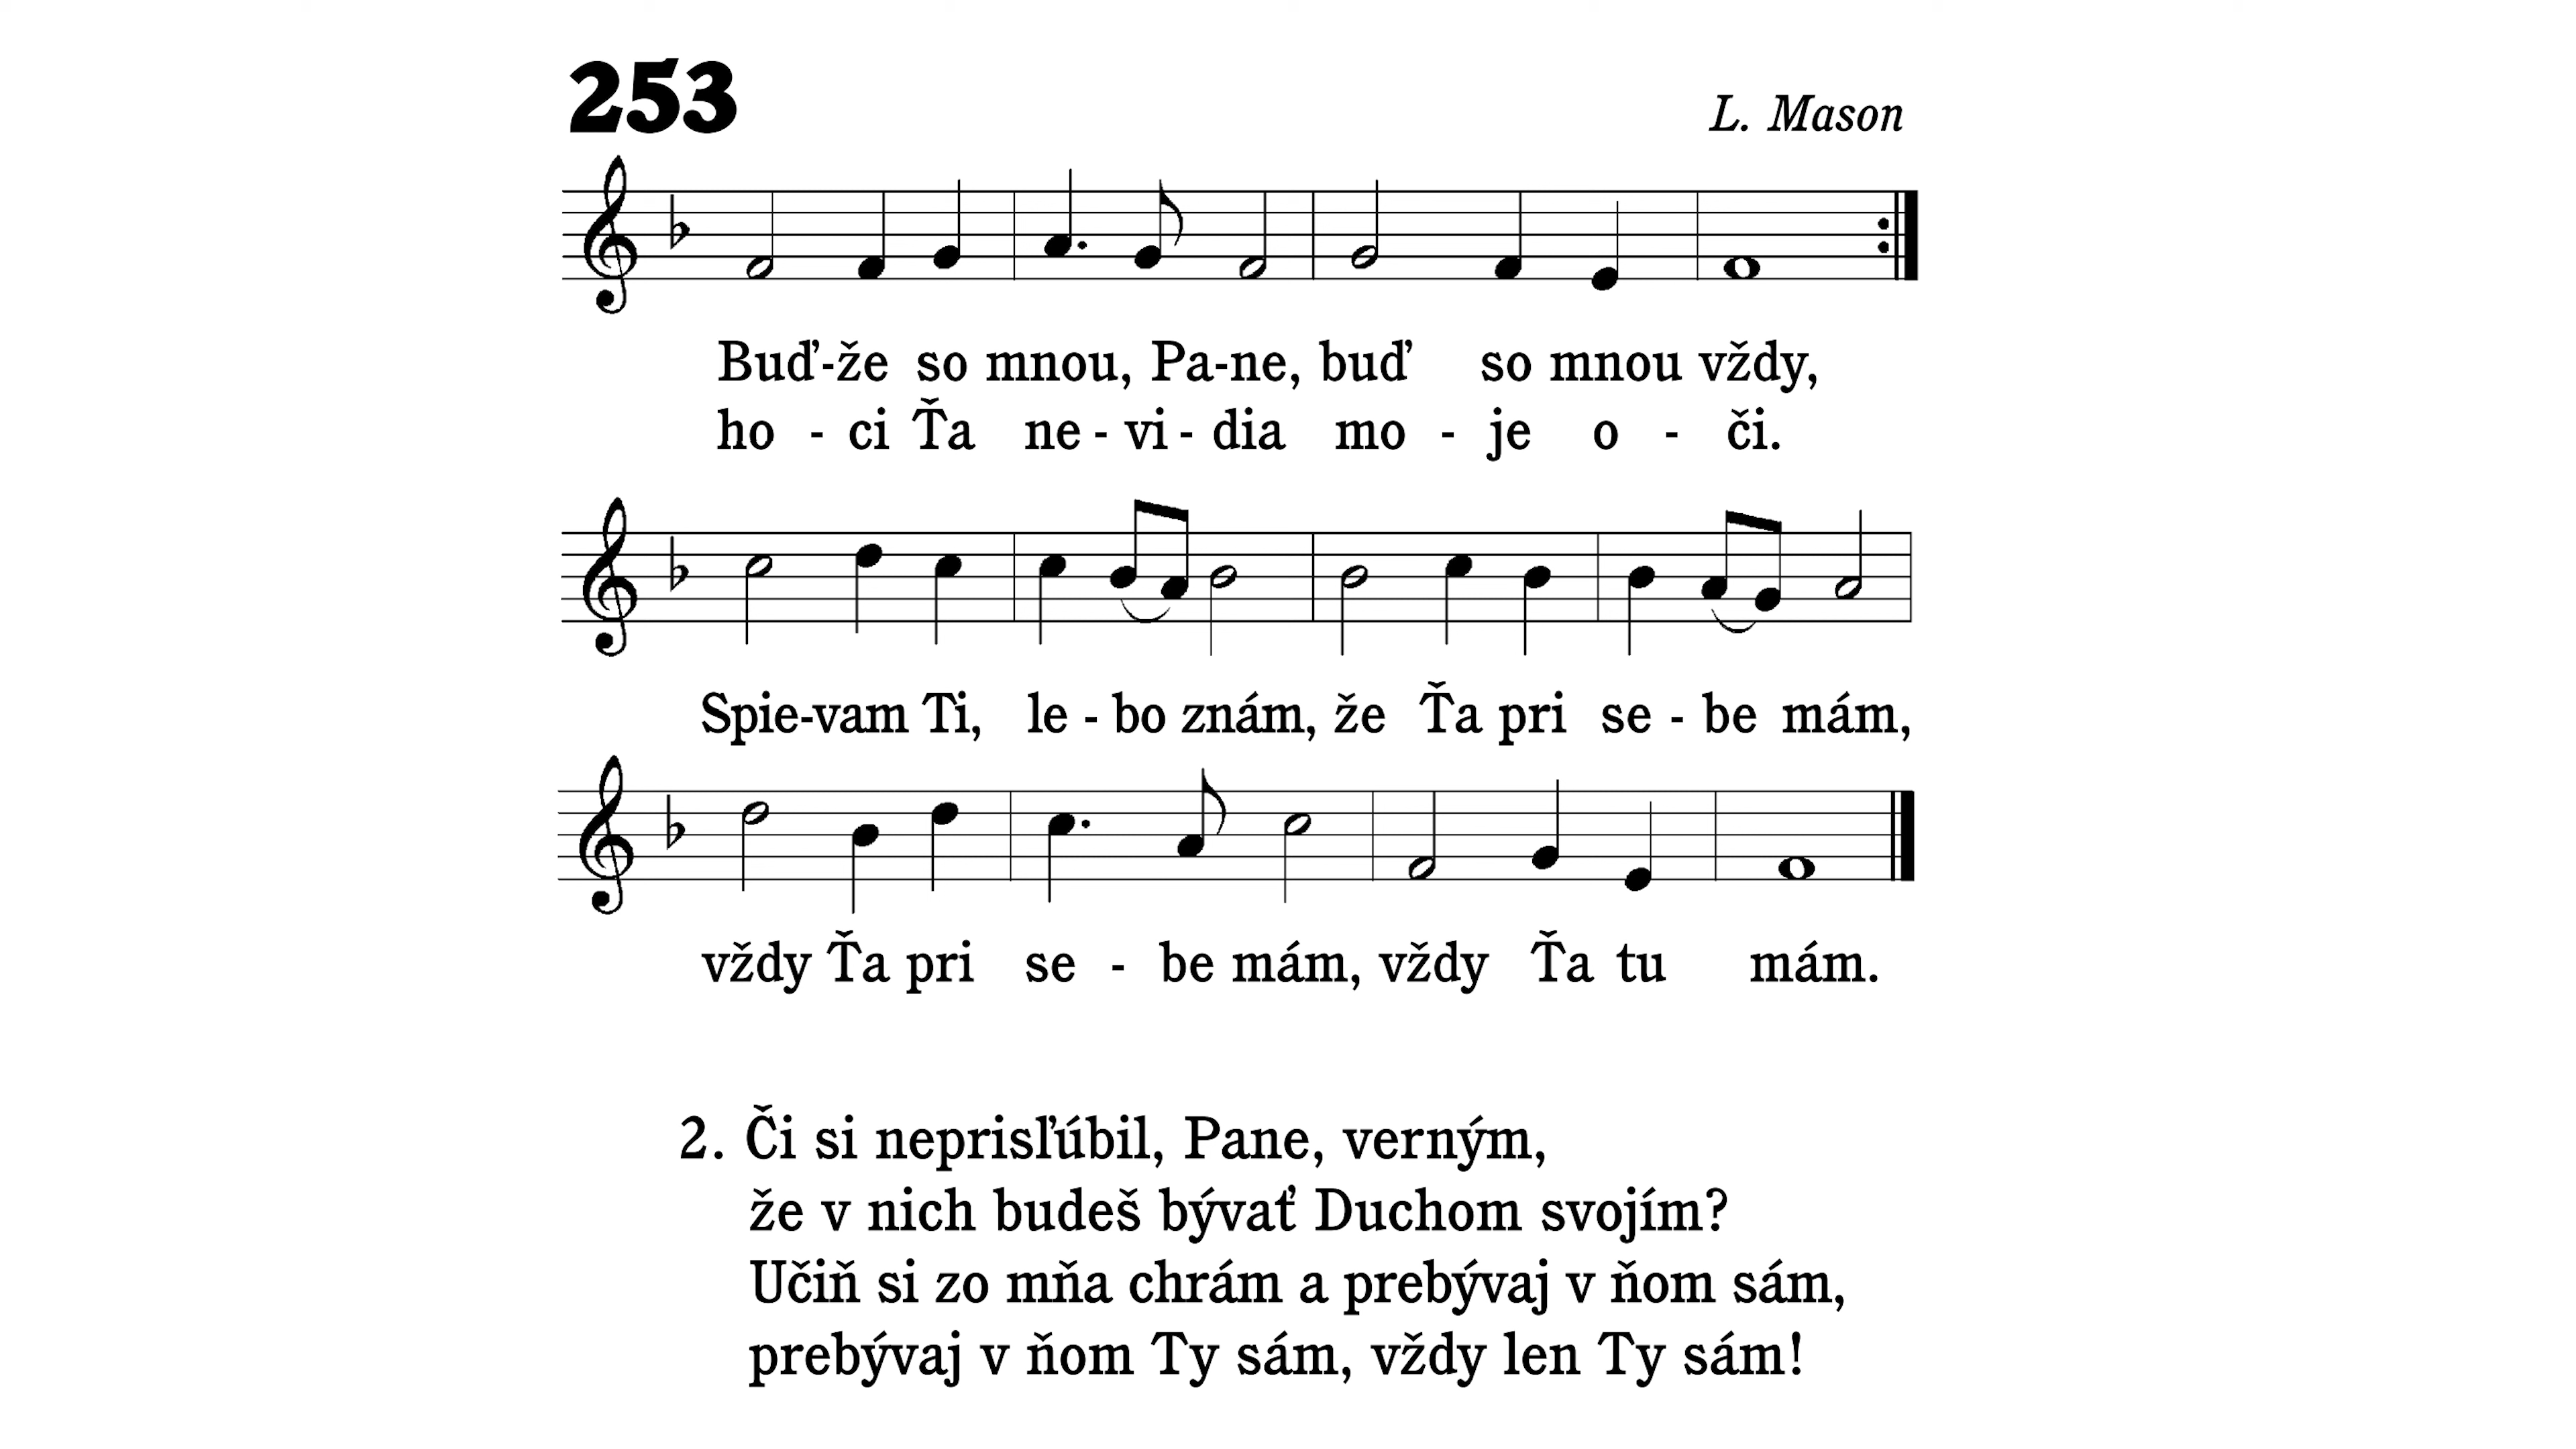 253
L. Mason
Buď-že so mnou, Pa-ne, buď so mnou vždy,
ho - ci Ťa ne - vi - dia mo - je o - či.
Spie-vam Ti, le - bo znám, že Ťa pri se - be mám,
vždy Ťa pri se - be mám, vždy Ťa tu mám.
2. Či si neprisľúbil, Pane, verným,
že v nich budeš bývať Duchom svojím?
Učiň si zo mňa chrám a prebývaj v ňom sám,
prebývaj v ňom Ty sám, vždy len Ty sám!